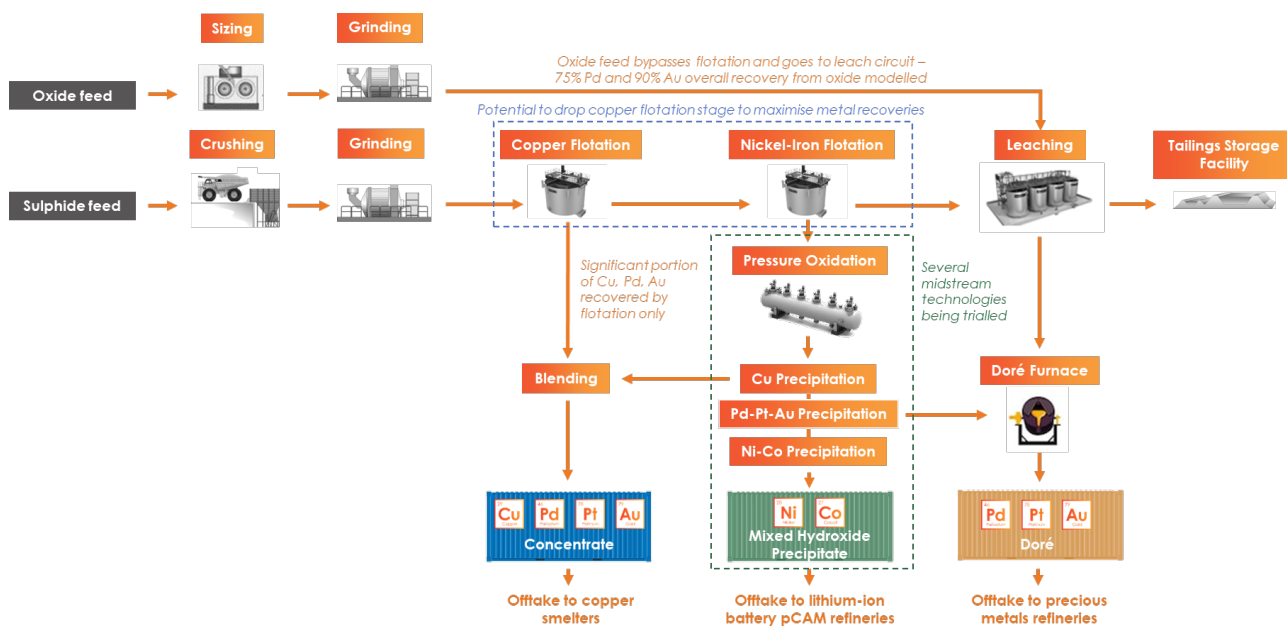 Sizing
Grinding
Oxide feed bypasses flotation and goes to leach circuit –
75% Pd and 90% Au overall recovery from oxide modelled
Oxide feed
Potential to drop copper flotation stage to maximise metal recoveries
Crushing
Grinding
Copper Flotation
Nickel-Iron Flotation
Leaching
Tailings Storage
Facility
Sulphide feed
Significant portion
of Cu, Pd, Au
recovered by
flotation only
Pressure Oxidation
Several
midstream
technologies
being trialled
Blending
Cu Precipitation
Doré Furnace
Pd-Pt-Au Precipitation
Ni-Co Precipitation
Cu
Pd
Pt
Au
Concentrate
Ni
Co
Mixed Hydroxide
Precipitate
Pd
Pt
Au
Doré
Offtake to copper
smelters
Offtake to lithium-ion
battery pCAM refineries
Offtake to precious
metals refineries